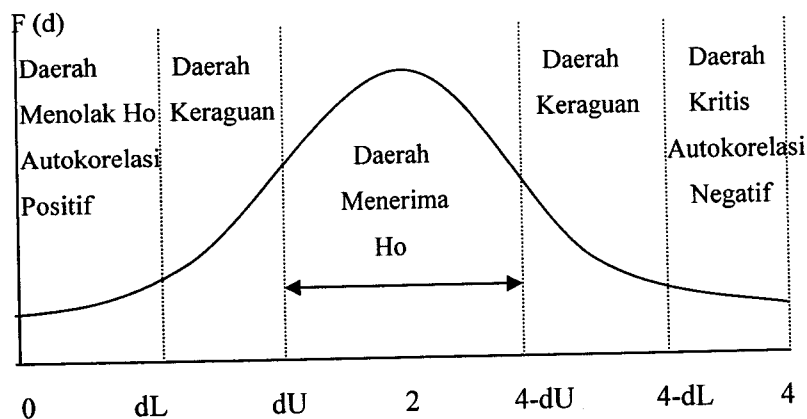 F (d)
Daerah
Menolak Ho
Autokorelasi
Positif
Daerah
Keraguan
Daerah
Menerima
Ho
Daerah
Keraguan
Daerah
Kritis
Autokorelasi
Negatif
0 dL dU 2 4-dU 4-dL 4